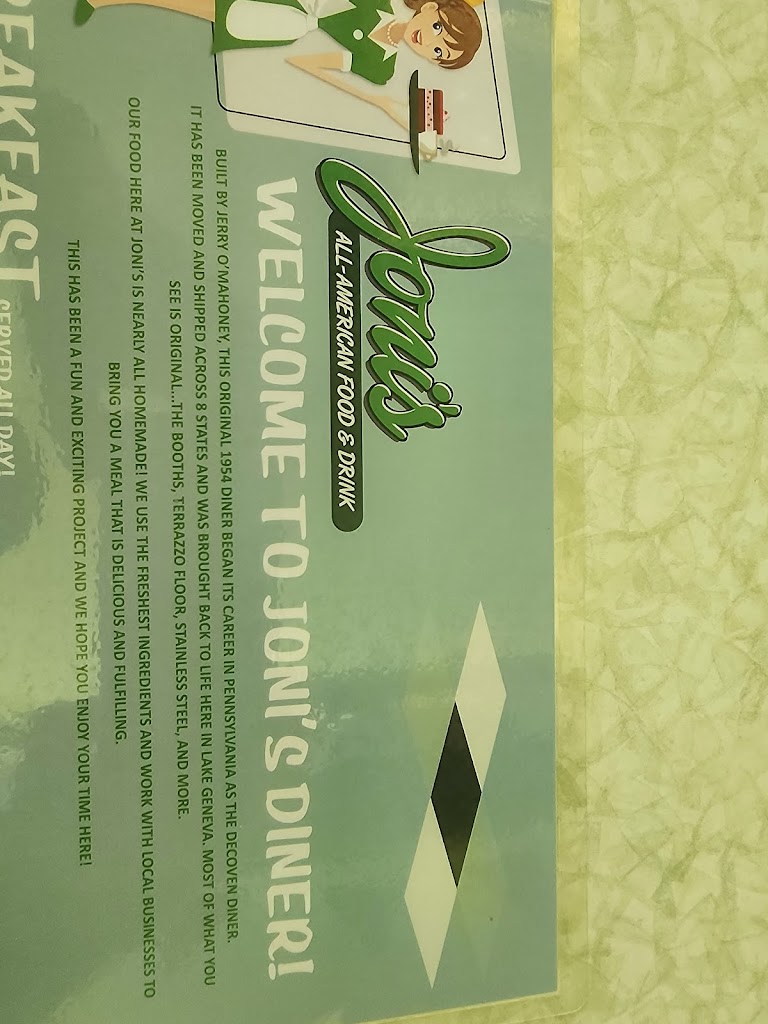 Joni's
ALL-AMERICAN FOOD & DRINK
WELCOME TO JONI'S DINER!
BUILT BY JERRY O'MAHONEY, THIS ORIGINAL 1954 DINER BEGAN ITS CAREER IN PENNSYLVANIA AS THE DECOVEN DINER.
IT HAS BEEN MOVED AND SHIPPED ACROSS 8 STATES AND WAS BROUGHT BACK TO LIFE HERE IN LAKE GENEVA. MOST OF WHAT YOU
SEE IS ORIGINAL...THE BOOTHS, TERRAZZO FLOOR, STAINLESS STEEL, AND MORE.
OUR FOOD HERE AT JONI'S IS NEARLY ALL HOMEMADE! WE USE THE FRESHEST INGREDIENTS AND WORK WITH LOCAL BUSINESSES TO
BRING YOU A MEAL THAT IS DELICIOUS AND FULFILLING.
THIS HAS BEEN A FUN AND EXCITING PROJECT AND WE HOPE YOU ENJOY YOUR TIME HERE!
EAKFAST SERVED ALL DAY!